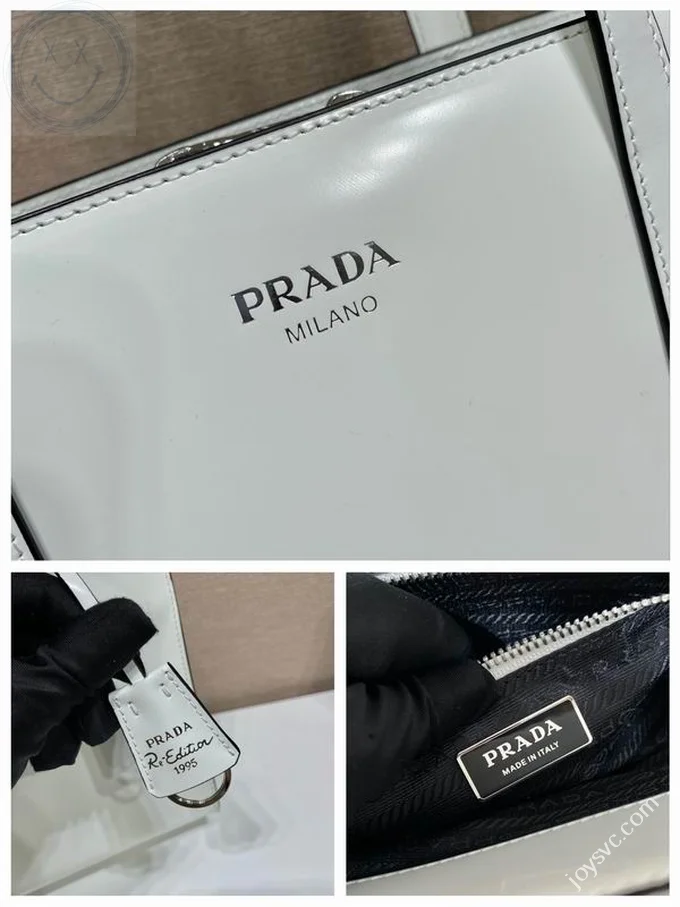 PRADA
MILANO
PRADA
Re-Edition
1995
PRADA
MADE IN ITALY
joysvc.com